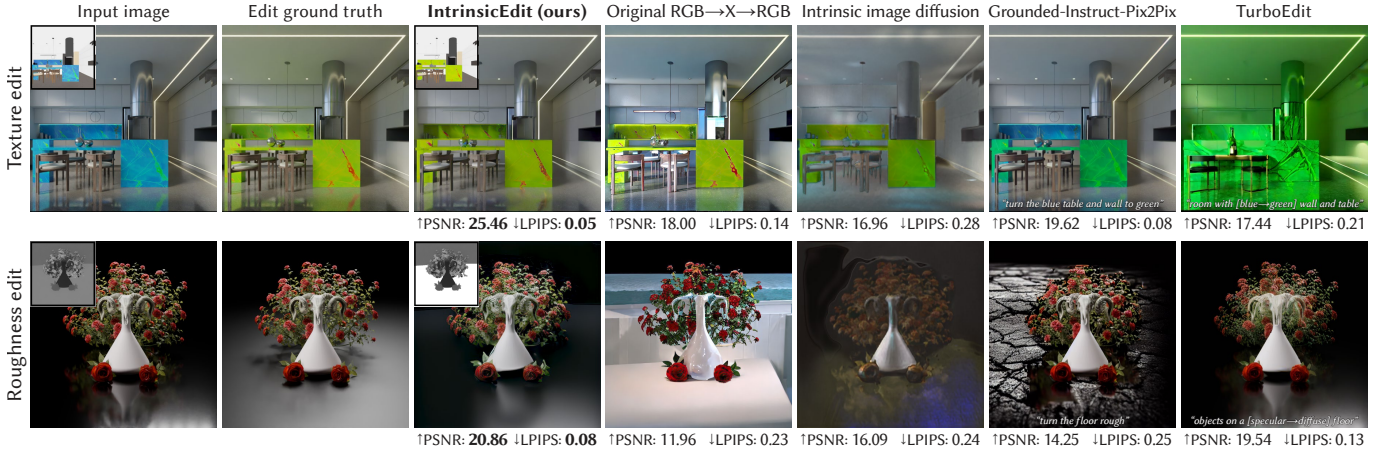 Input image
Edit ground truth
IntrinsicEdit (ours)
Original RGB→X→RGB
Intrinsic image diffusion
Grounded-Instruct-Pix2Pix
TurboEdit
Texture edit
"turn the blue table and wall to green"
"room with [blue→green] wall and table"
↑PSNR: 25.46 ↓LPIPS: 0.05
↑PSNR: 18.00 ↓LPIPS: 0.14
↑PSNR: 16.96 ↓LPIPS: 0.28
↑PSNR: 19.62 ↓LPIPS: 0.08
↑PSNR: 17.44 ↓LPIPS: 0.21
Roughness edit
"turn the floor rough"
"objects on a [specular→diffuse] floor"
↑PSNR: 20.86 ↓LPIPS: 0.08
↑PSNR: 11.96 ↓LPIPS: 0.23
↑PSNR: 16.09 ↓LPIPS: 0.24
↑PSNR: 14.25 ↓LPIPS: 0.25
↑PSNR: 19.54 ↓LPIPS: 0.13